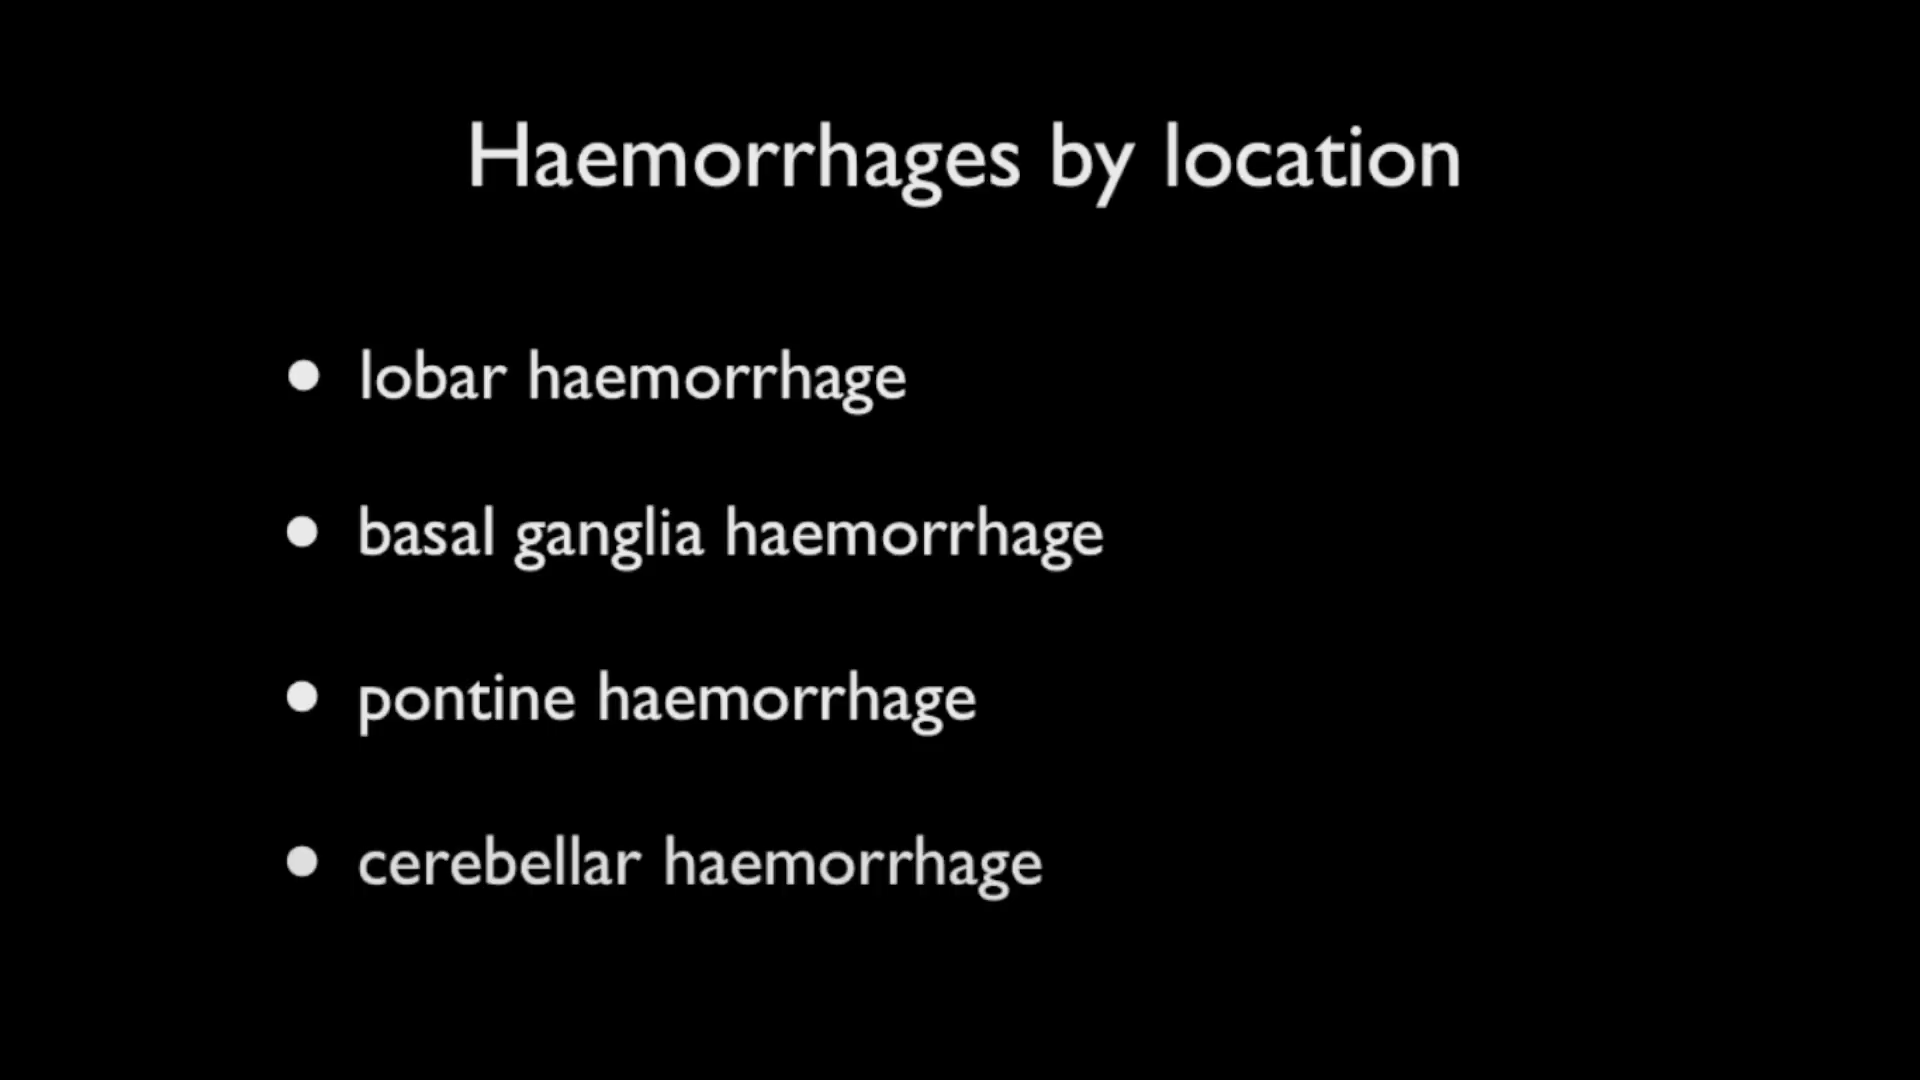 Haemorrhages by location
• lobar haemorrhage
• basal ganglia haemorrhage
• pontine haemorrhage
• cerebellar haemorrhage